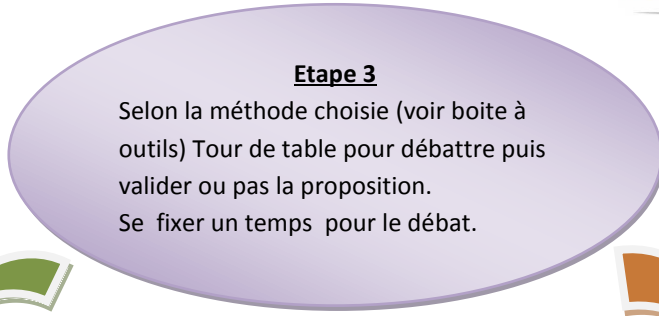 Etape 3
Selon la méthode choisie (voir boite à
outils) Tour de table pour débattre puis
valider ou pas la proposition.
Se fixer un temps pour le débat.